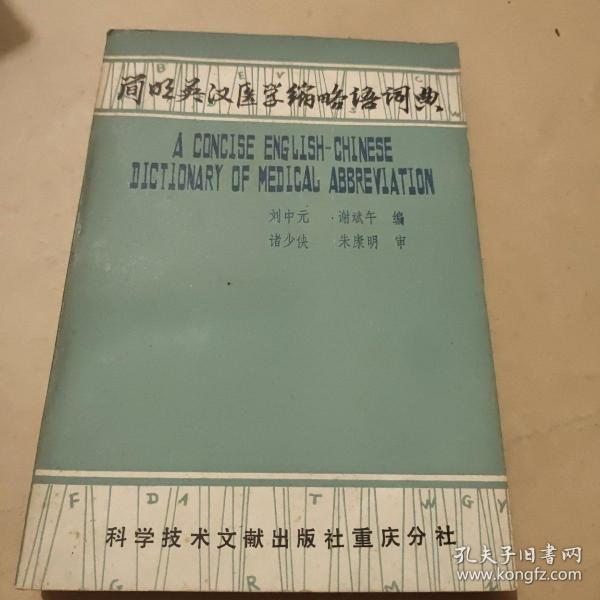 B E V C
简明英汉医学缩略语词典
A CONCISE ENGLISH-CHINESE
DICTIONARY OF MEDICAL ABBREVIATION
刘中元 谢斌午 编
诸少侠 朱康明 审
F D1 T W G Y
科学技术文献出版社重庆分社
G R M
孔夫子旧书网
www.kongfz.com